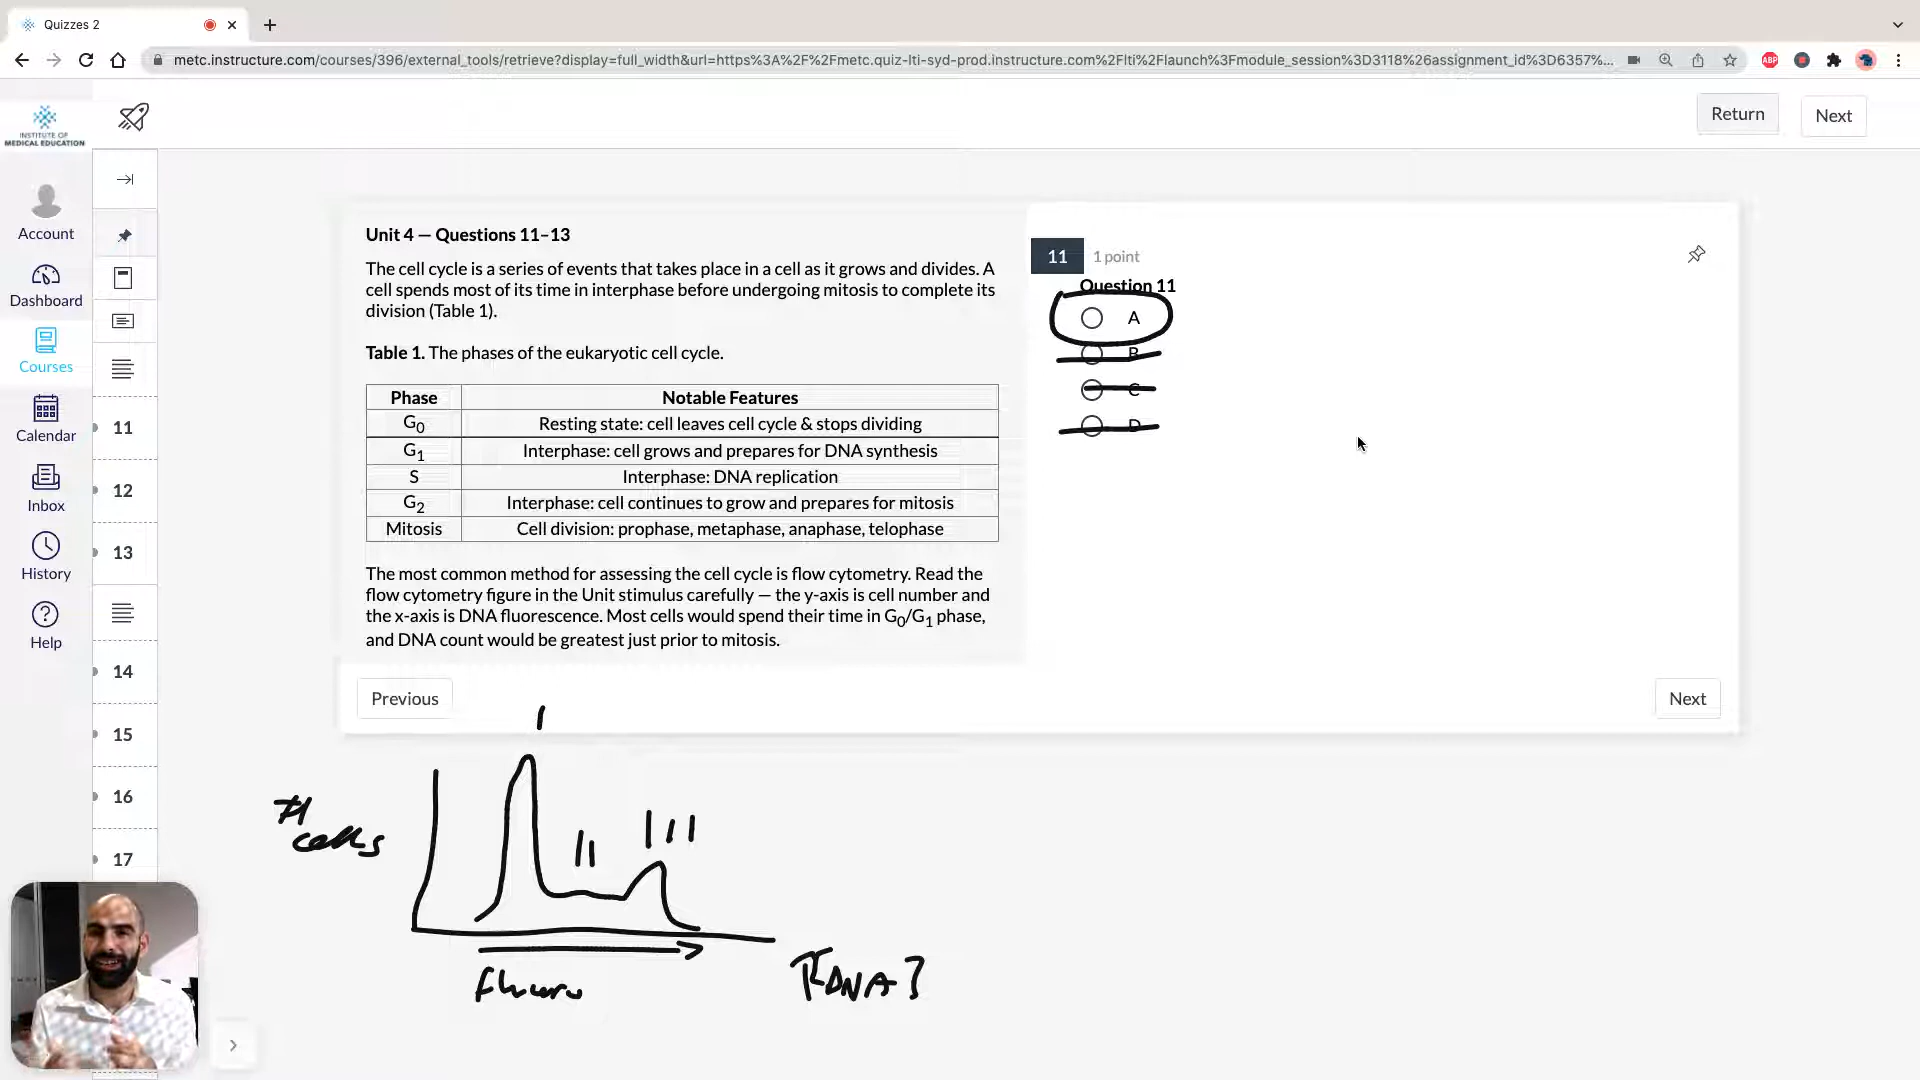 Quizzes 2
metc.instructure.com/courses/396/external_tools/retrieve?display=full_width&url=https%3A%2F%2Fmetc.quiz-lti-syd-prod.instructure.com%2Flti%2Flaunch%3Fmodule_session%3D3118%26assignment_id%3D6357%...
ABP
INSTITUTE OF
MEDICAL EDUCATION
Return
Next
Account
Dashboard
Courses
Calendar
Inbox
History
Help
11
12
13
14
15
16
17
Unit 4 — Questions 11–13
The cell cycle is a series of events that takes place in a cell as it grows and divides. A
cell spends most of its time in interphase before undergoing mitosis to complete its
division (Table 1).
Table 1. The phases of the eukaryotic cell cycle.
Phase Notable Features
G0 Resting state: cell leaves cell cycle & stops dividing
G1 Interphase: cell grows and prepares for DNA synthesis
S Interphase: DNA replication
G2 Interphase: cell continues to grow and prepares for mitosis
Mitosis Cell division: prophase, metaphase, anaphase, telophase
The most common method for assessing the cell cycle is flow cytometry. Read the
flow cytometry figure in the Unit stimulus carefully — the y-axis is cell number and
the x-axis is DNA fluorescence. Most cells would spend their time in G0/G1 phase,
and DNA count would be greatest just prior to mitosis.
11 1 point
Question 11
A
B
C
D
Previous
Next
I
II
III
# cells
[DNA]